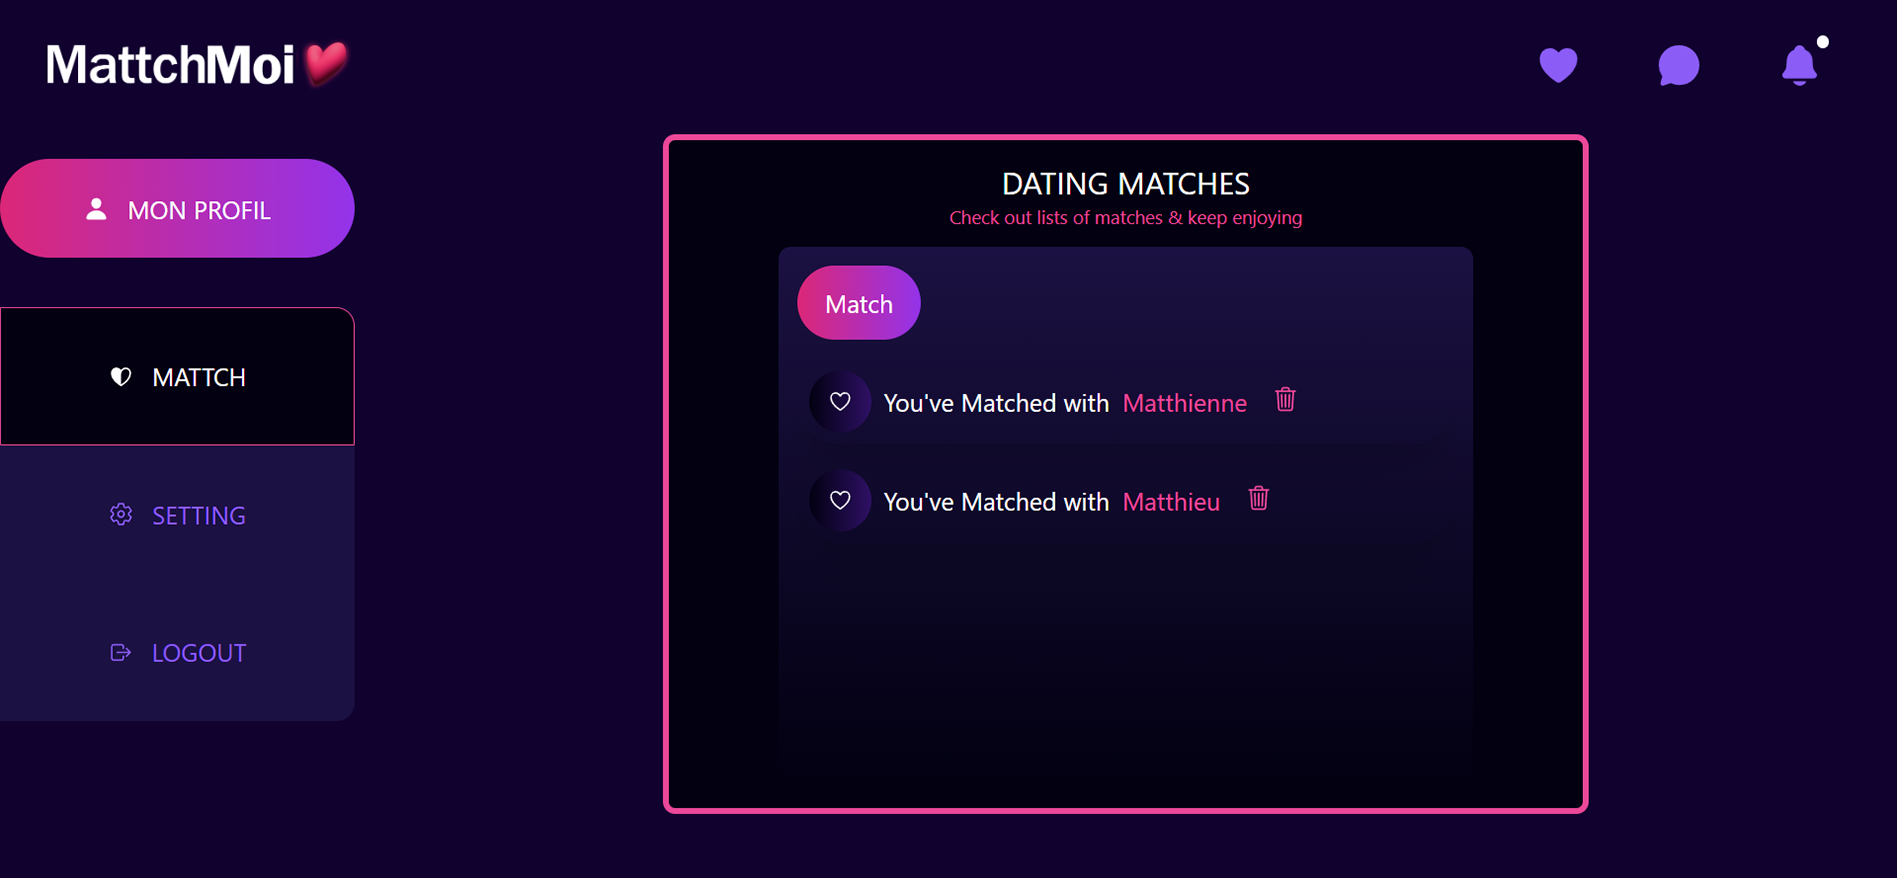 MattchMoi
MON PROFIL
MATTCH
SETTING
LOGOUT
DATING MATCHES
Check out lists of matches & keep enjoying
Match
You've Matched with Matthienne
You've Matched with Matthieu